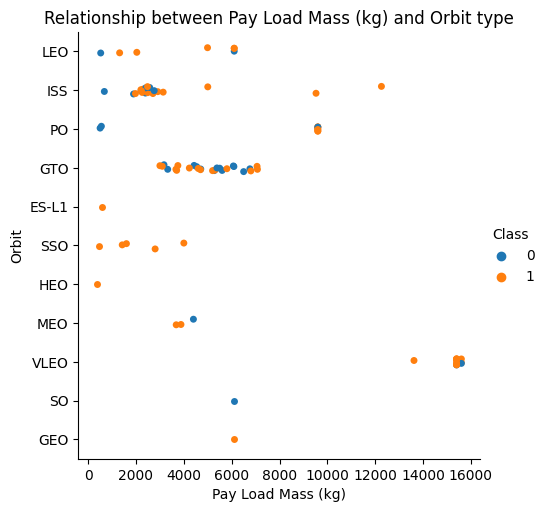 Relationship between Pay Load Mass (kg) and Orbit type
LEO
ISS
PO
GTO
ES-L1
SSO
HEO
MEO
VLEO
SO
GEO
Orbit
0 2000 4000 6000 8000 10000 12000 14000 16000
Pay Load Mass (kg)
Class
0
1